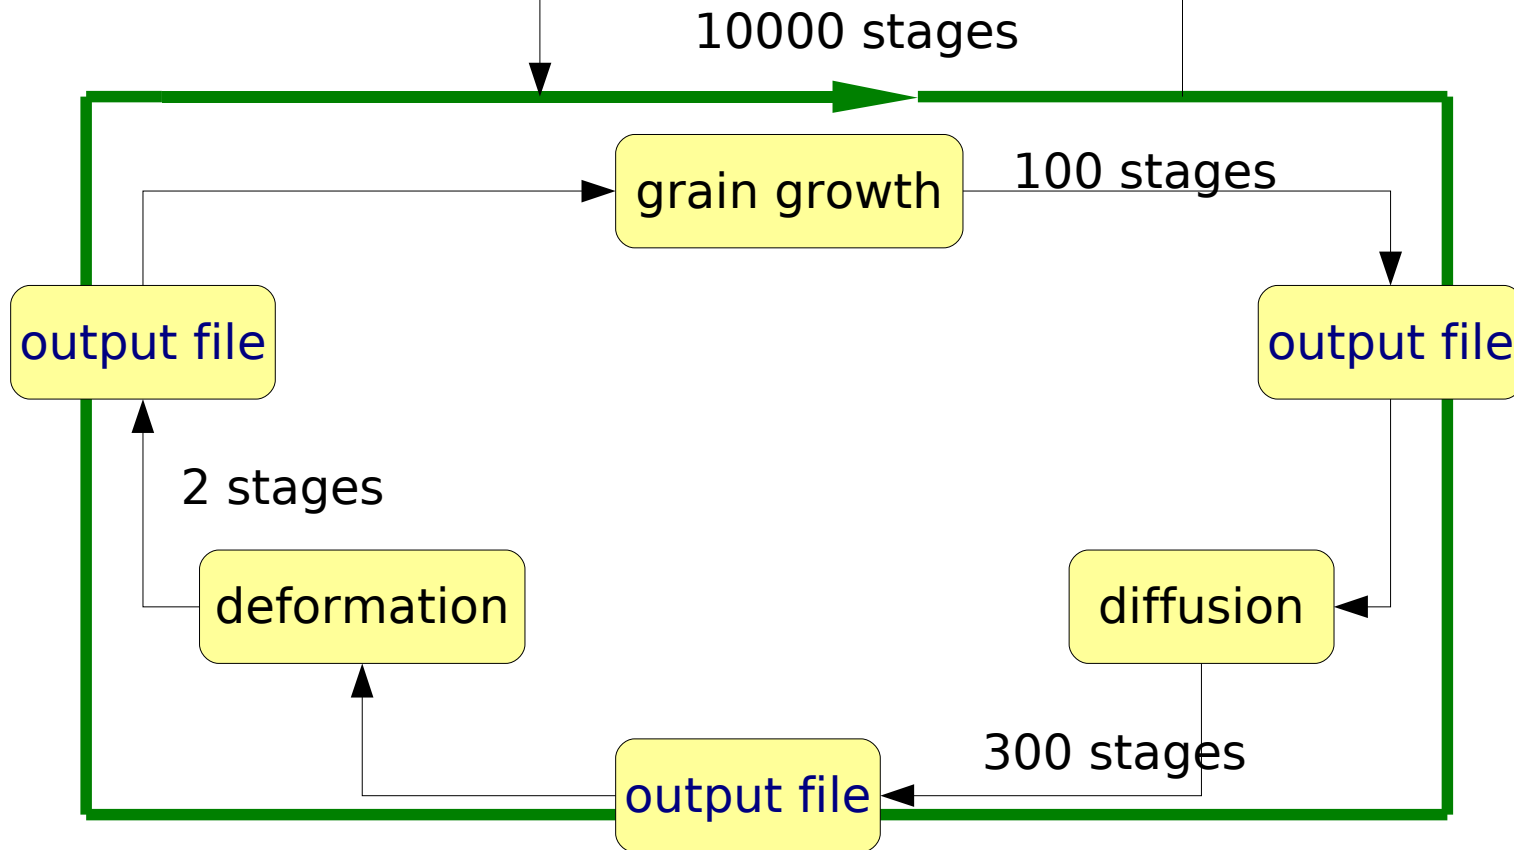 10000 stages
grain growth
100 stages
output file
output file
2 stages
deformation
diffusion
300 stages
output file